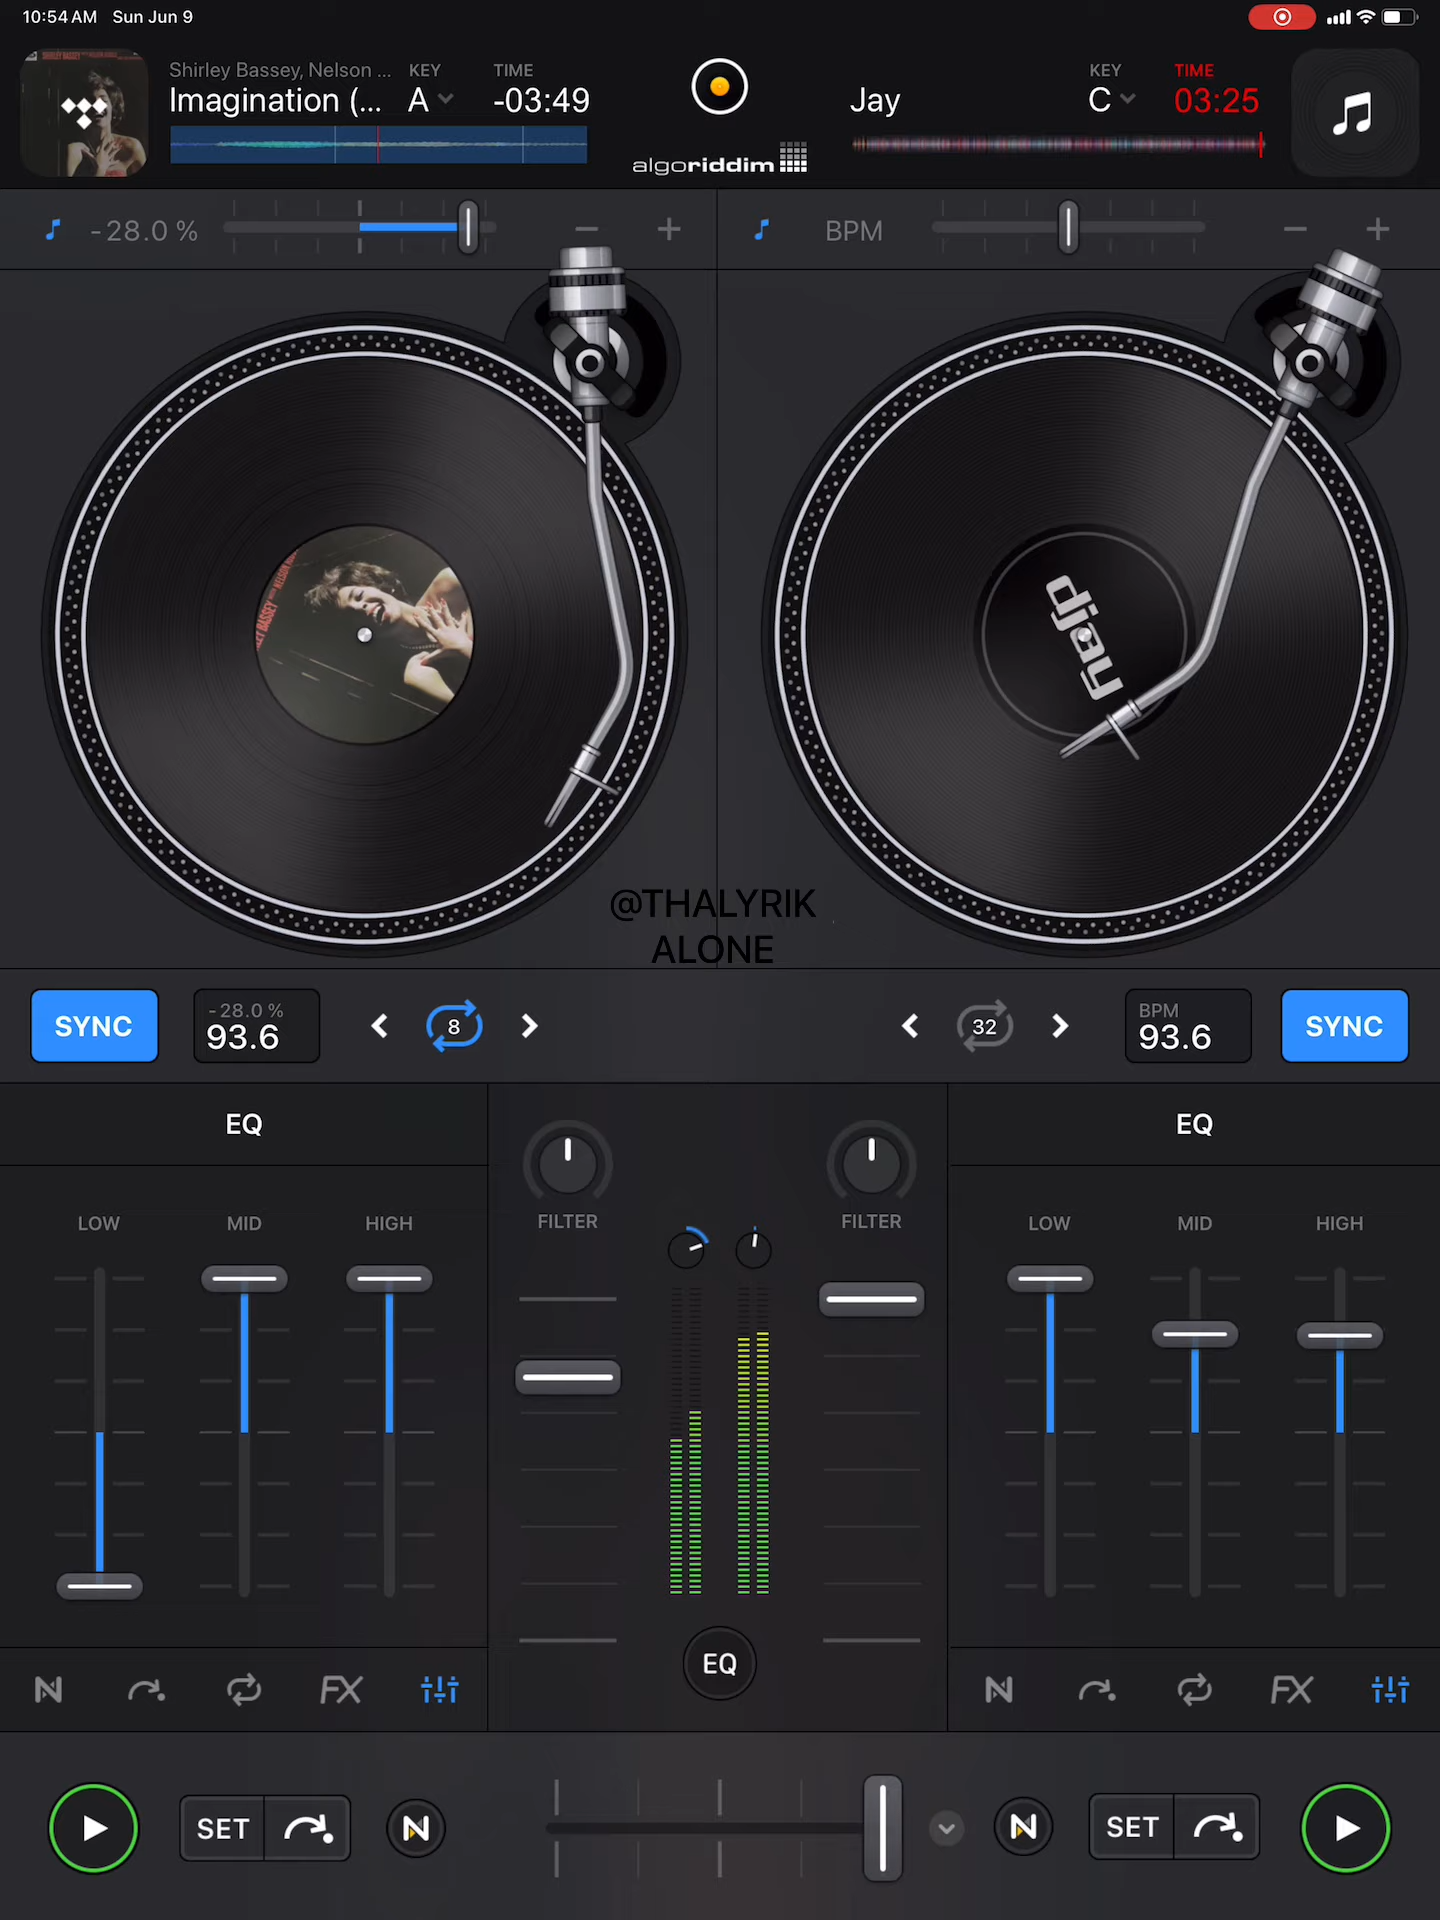 10:54 AM Sun Jun 9
Shirley Bassey, Nelson ... KEY TIME
Imagination (... A -03:49
algoriddim
KEY TIME
Jay C 03:25
-28.0 %
BPM
SHIRLEY BASSEY
djay
@THALYRIK
ALONE
SYNC
-28.0 %
93.6
8
32
BPM
93.6
SYNC
EQ
EQ
LOW MID HIGH
FILTER
FILTER
LOW MID HIGH
EQ
FX
FX
SET
SET